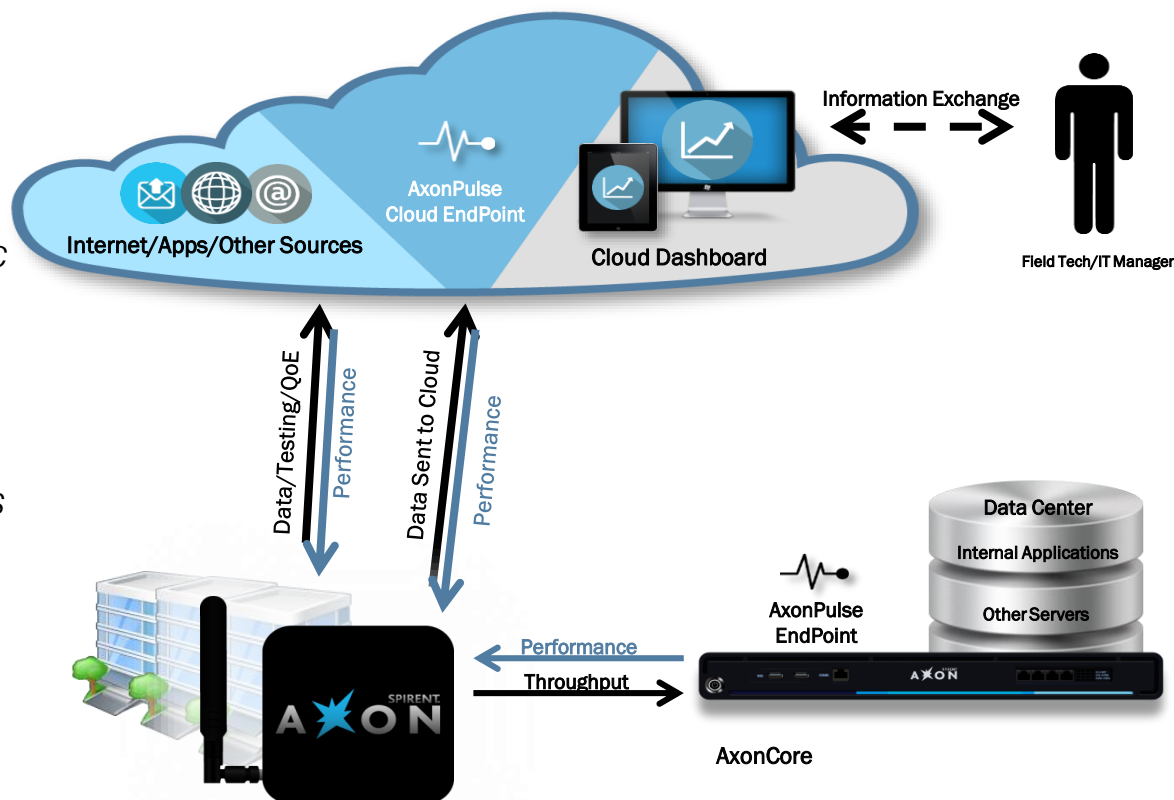 Information Exchange
AxonPulse
Cloud EndPoint
Internet/Apps/Other Sources
Cloud Dashboard
Field Tech/IT Manager
C
Data/Testing/QoE
Performance
Data Sent to Cloud
Performance
s
Data Center
Internal Applications
Other Servers
AxonPulse
EndPoint
Performance
Throughput
SPIRENT
AXON
AXON
AxonCore